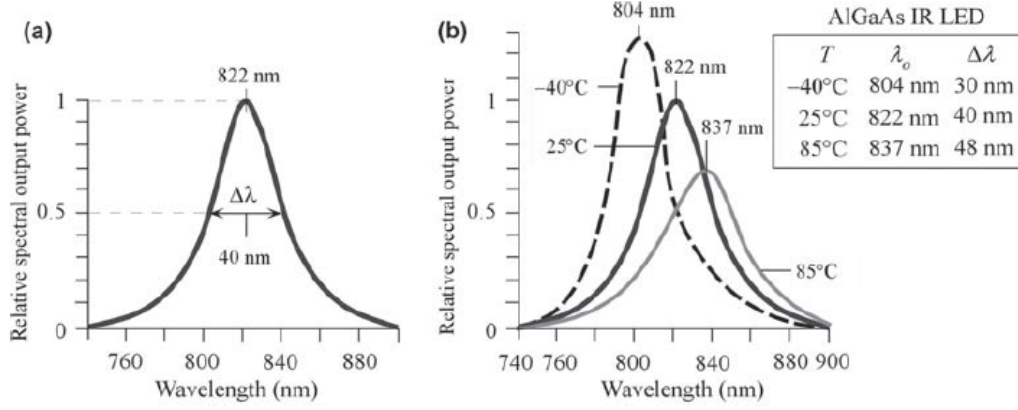 (a)
822 nm
Relative spectral output power
1
0.5
0
Δλ
40 nm
760 800 840 880
Wavelength (nm)
(b)
804 nm
822 nm
837 nm
–40°C
25°C
85°C
Relative spectral output power
1
0.5
0
740 760 800 840 880 900
Wavelength (nm)
AlGaAs IR LED
T λo Δλ
–40°C 804 nm 30 nm
25°C 822 nm 40 nm
85°C 837 nm 48 nm